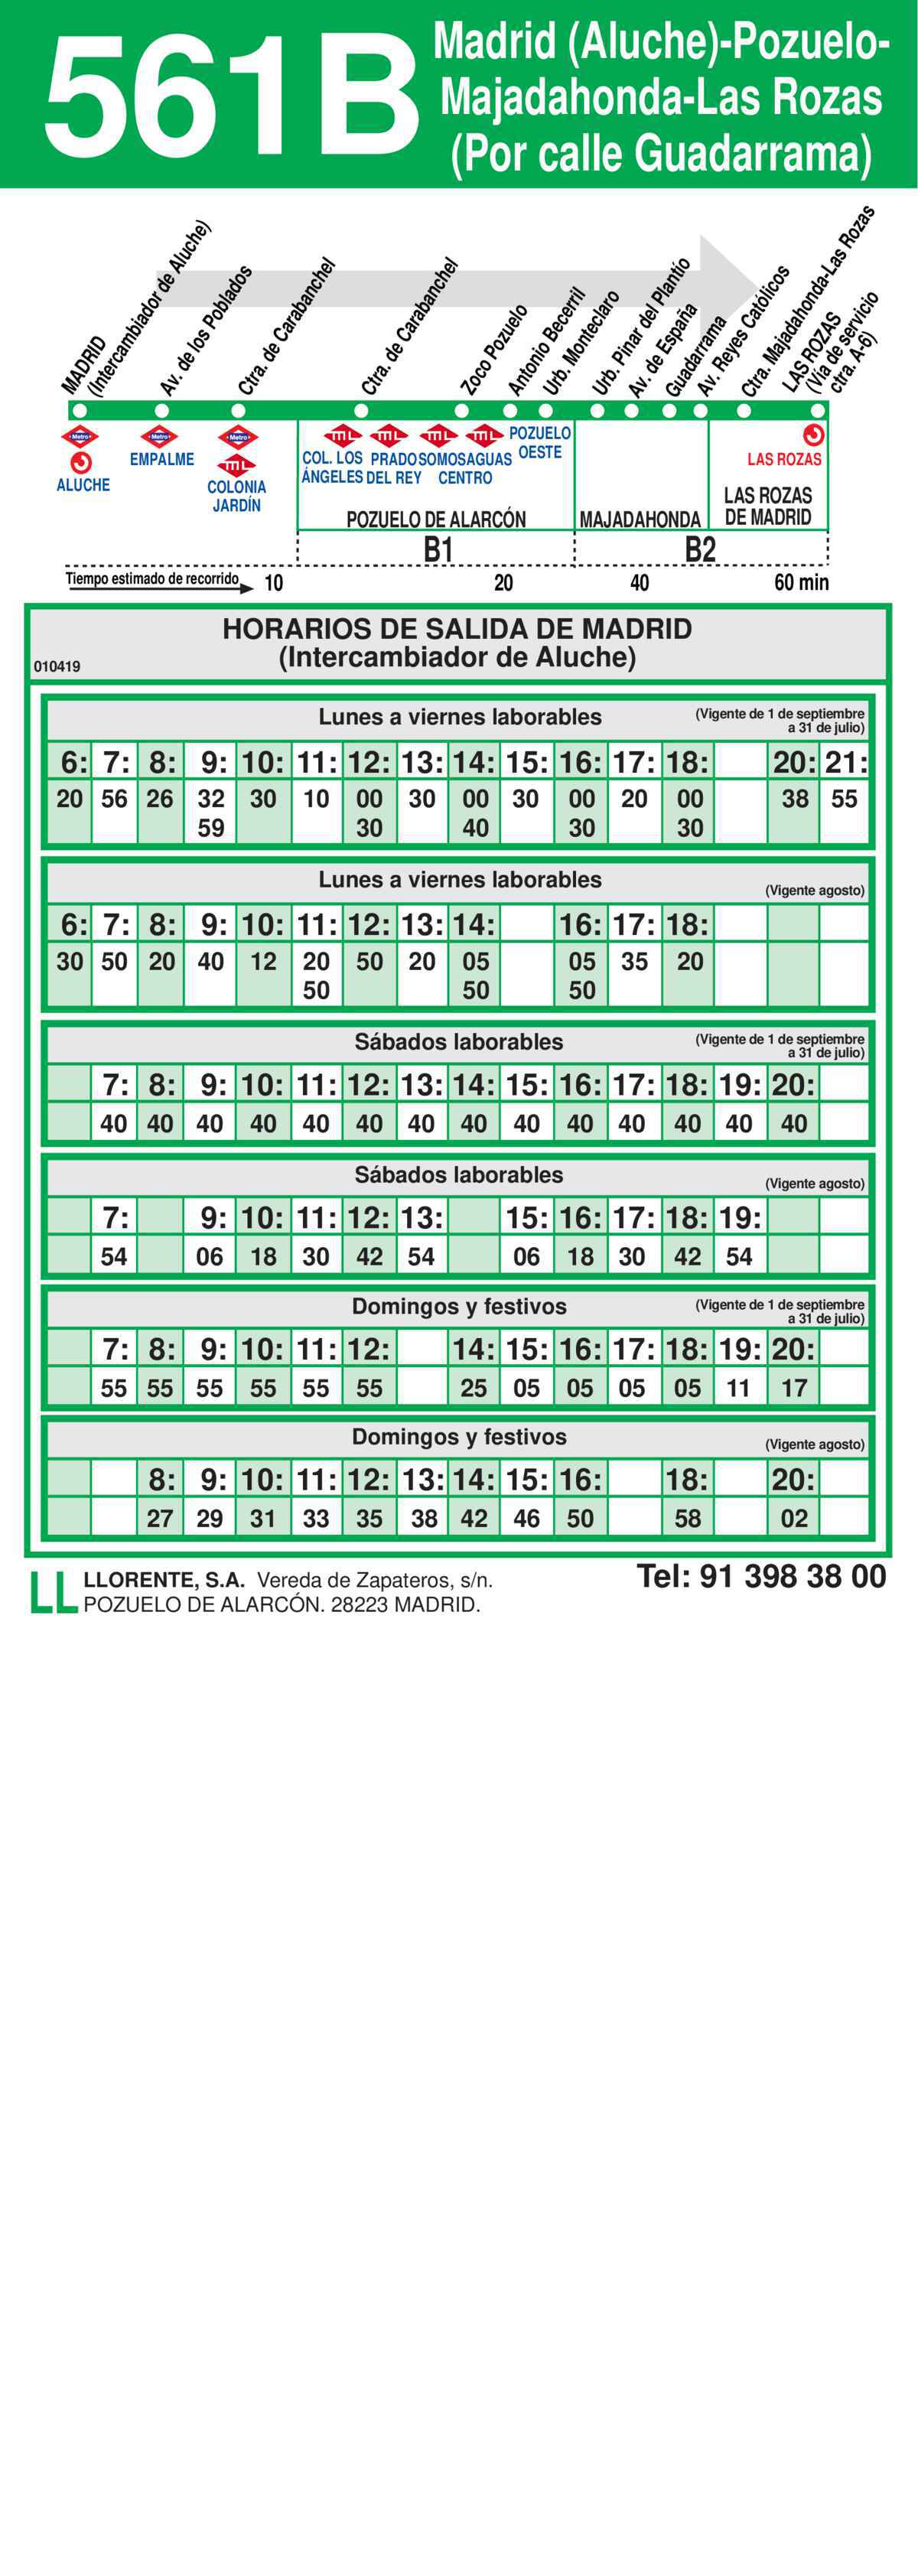 561B
Madrid (Aluche)-Pozuelo-
Majadahonda-Las Rozas
(Por calle Guadarrama)
MADRID
(Intercambiador de Aluche)
Av. de los Poblados
Ctra. de Carabanchel
Ctra. de Carabanchel
Zoco Pozuelo
Antonio Becerril
Urb. Monteclaro
Urb. Pinar del Plantío
Av. de España
Guadarrama
Av. Reyes Católicos
Ctra. Majadahonda-Las Rozas
LAS ROZAS
(Vía de servicio
ctra. A-6)
Metro
Metro
Metro
ML
ML
ML
ML
ML
ALUCHE
EMPALME
COLONIA
JARDÍN
COL. LOS
ÁNGELES
PRADO
DEL REY
SOMOSAGUAS
CENTRO
POZUELO
OESTE
LAS ROZAS
POZUELO DE ALARCÓN
MAJADAHONDA
LAS ROZAS
DE MADRID
B1
B2
Tiempo estimado de recorrido 10 20 40 60 min
HORARIOS DE SALIDA DE MADRID
(Intercambiador de Aluche)
010419
Lunes a viernes laborables
(Vigente de 1 de septiembre
a 31 de julio)
6: 7: 8: 9: 10: 11: 12: 13: 14: 15: 16: 17: 18: 20: 21:
20 56 26 32 30 10 00 30 00 30 00 20 00 38 55
59 30 40 30 30
Lunes a viernes laborables
(Vigente agosto)
6: 7: 8: 9: 10: 11: 12: 13: 14: 16: 17: 18:
30 50 20 40 12 20 50 20 05 05 35 20
50 50 50
Sábados laborables
(Vigente de 1 de septiembre
a 31 de julio)
7: 8: 9: 10: 11: 12: 13: 14: 15: 16: 17: 18: 19: 20:
40 40 40 40 40 40 40 40 40 40 40 40 40 40
Sábados laborables
(Vigente agosto)
7: 9: 10: 11: 12: 13: 15: 16: 17: 18: 19:
54 06 18 30 42 54 06 18 30 42 54
Domingos y festivos
(Vigente de 1 de septiembre
a 31 de julio)
7: 8: 9: 10: 11: 12: 14: 15: 16: 17: 18: 19: 20:
55 55 55 55 55 55 25 05 05 05 05 11 17
Domingos y festivos
(Vigente agosto)
8: 9: 10: 11: 12: 13: 14: 15: 16: 18: 20:
27 29 31 33 35 38 42 46 50 58 02
LL
LLORENTE, S.A. Vereda de Zapateros, s/n.
POZUELO DE ALARCÓN. 28223 MADRID.
Tel: 91 398 38 00